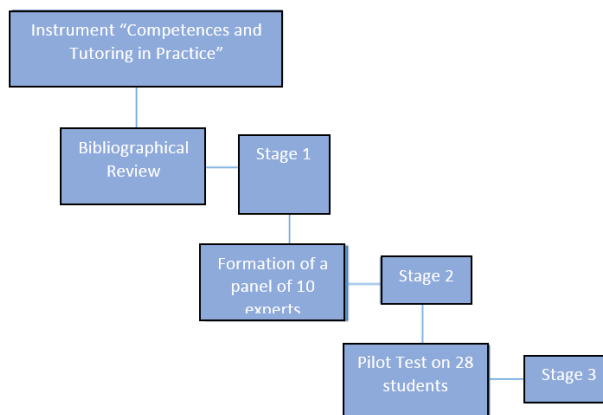 Instrument “Competences and
Tutoring in Practice”
Bibliographical
Review
Stage 1
Formation of a
panel of 10
experts
Stage 2
Pilot Test on 28
students
Stage 3